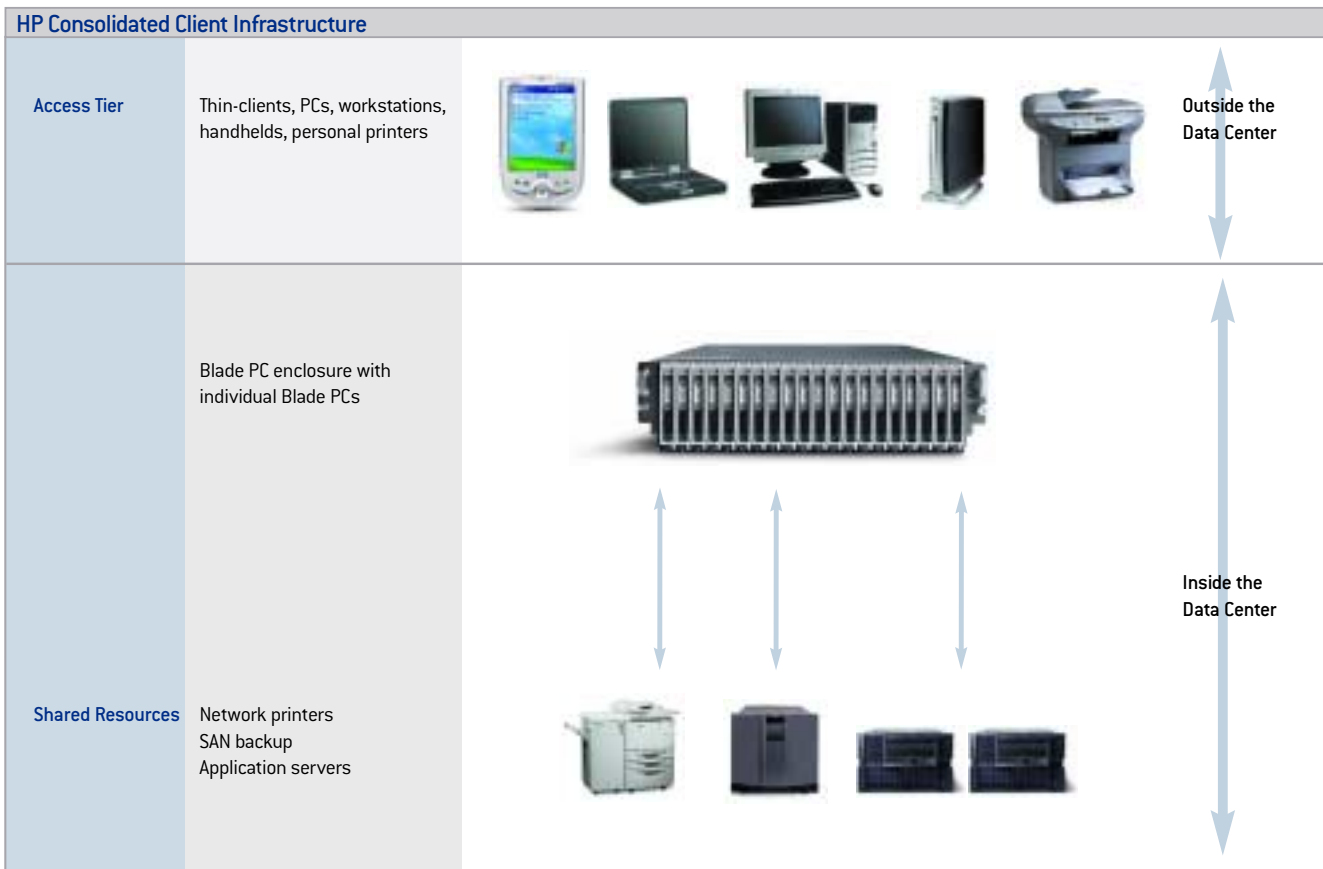 HP Consolidated Client Infrastructure
Access Tier
Thin-clients, PCs, workstations,
handhelds, personal printers
Outside the
Data Center
Blade PC enclosure with
individual Blade PCs
Inside the
Data Center
Shared Resources
Network printers
SAN backup
Application servers